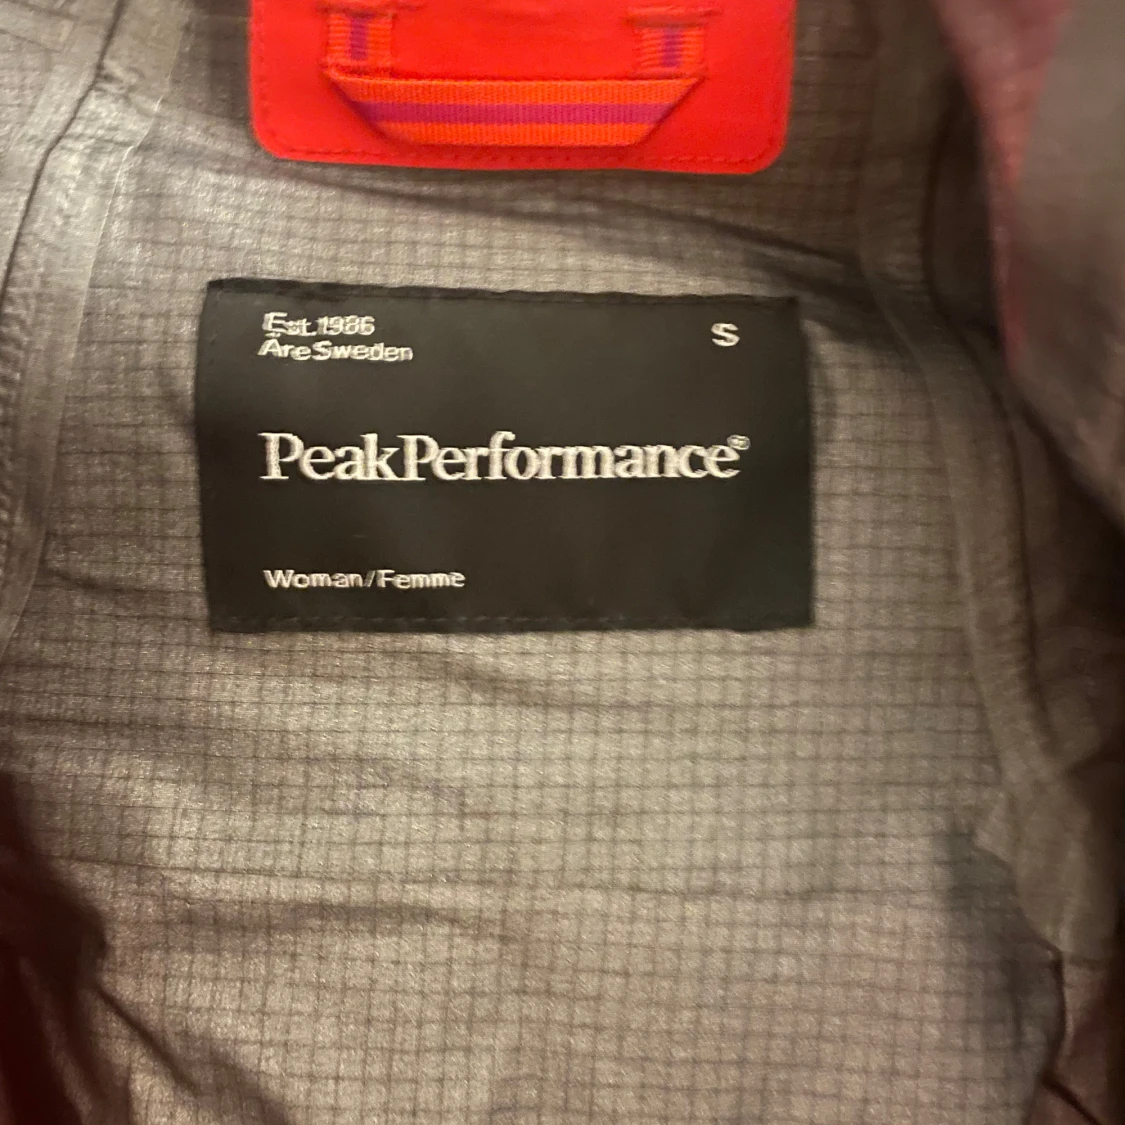 Est.1986
S
Åre Sweden
PeakPerformance®
Woman/Femme